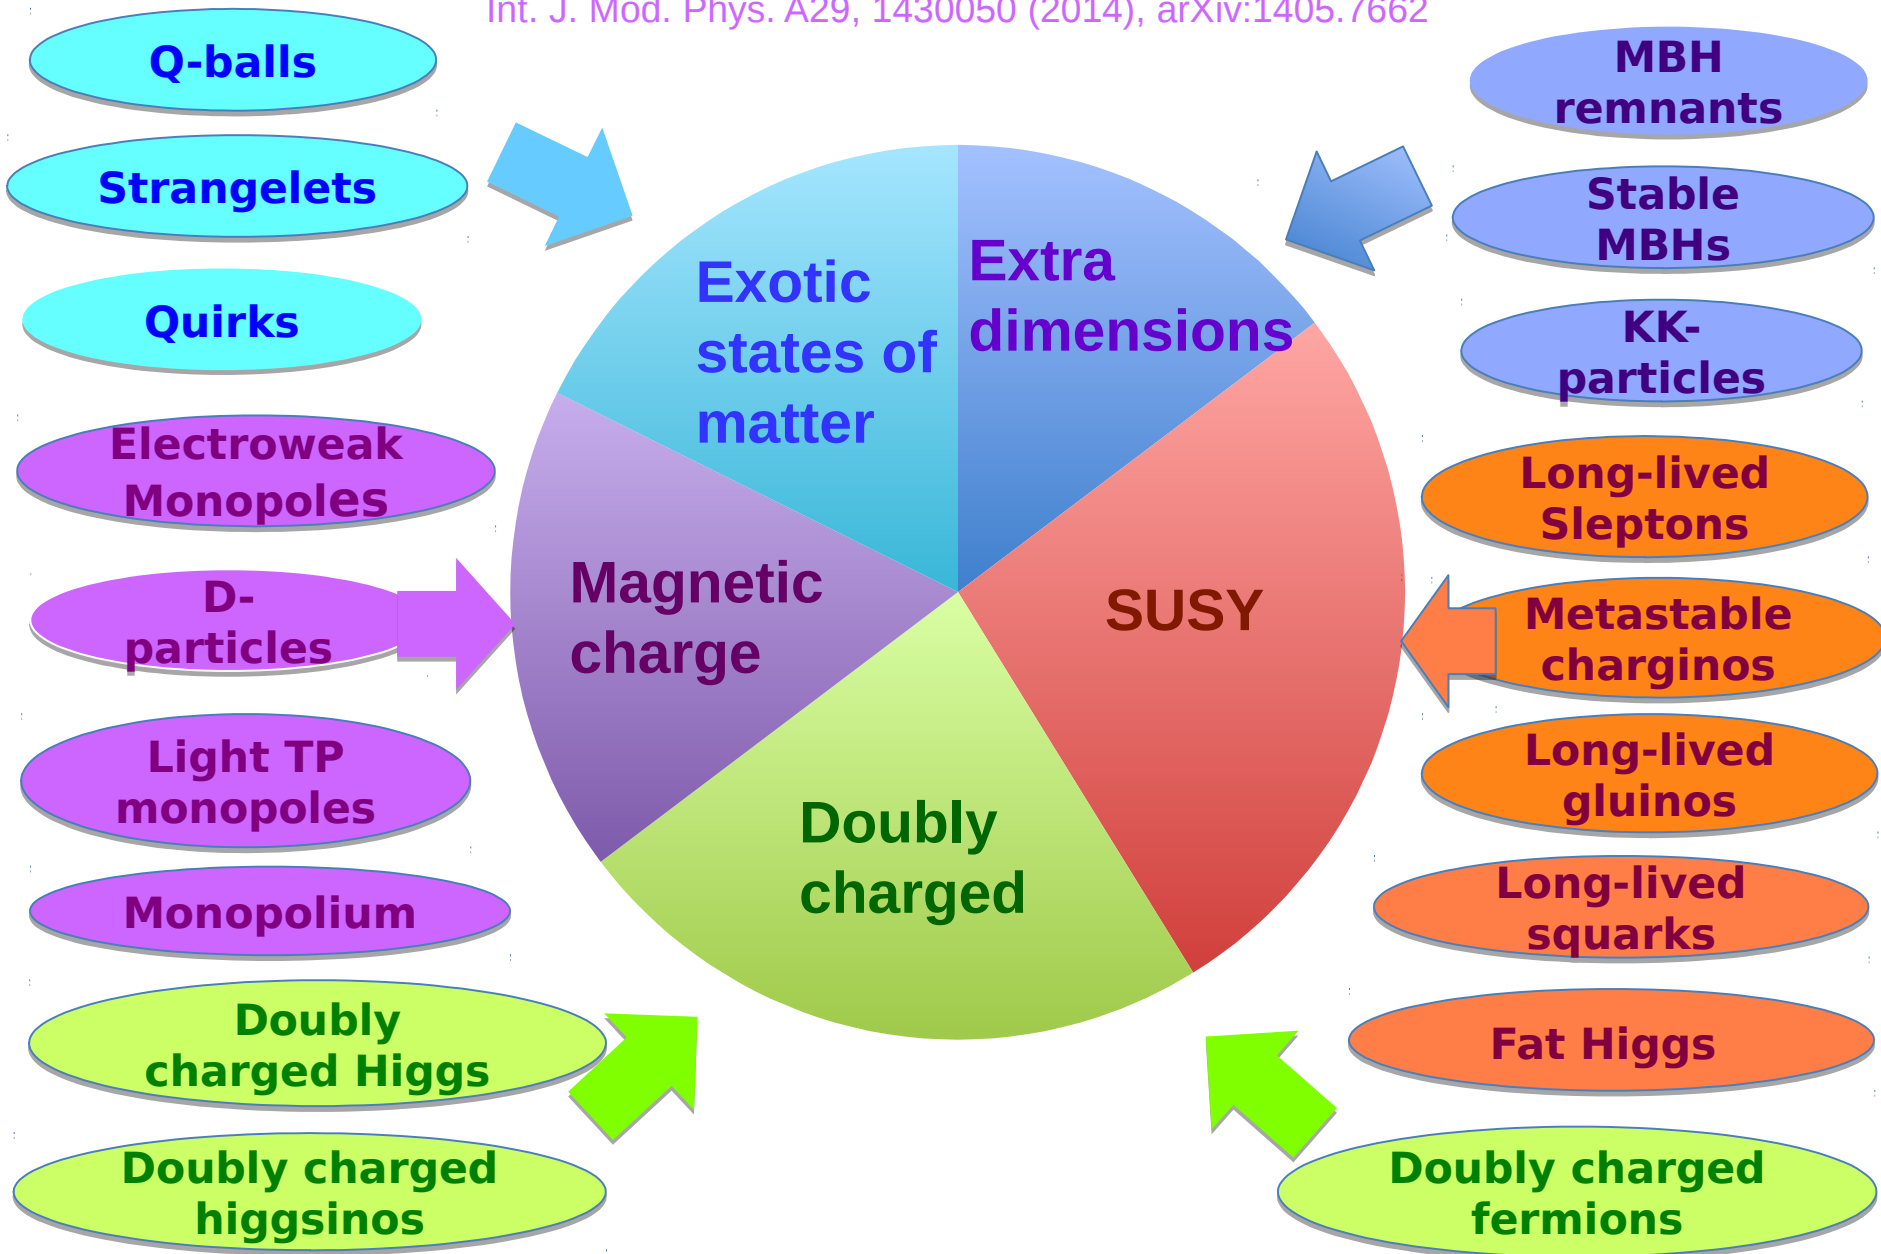 Int. J. Mod. Phys. A29, 1430050 (2014), arXiv:1405.7662
Q-balls
Strangelets
Quirks
Electroweak
Monopoles
D-
particles
Light TP
monopoles
Monopolium
Doubly
charged Higgs
Doubly charged
higgsinos
Exotic
states of
matter
Extra
dimensions
Magnetic
charge
SUSY
Doubly
charged
MBH
remnants
Stable
MBHs
KK-
particles
Long-lived
Sleptons
Metastable
charginos
Long-lived
gluinos
Long-lived
squarks
Fat Higgs
Doubly charged
fermions